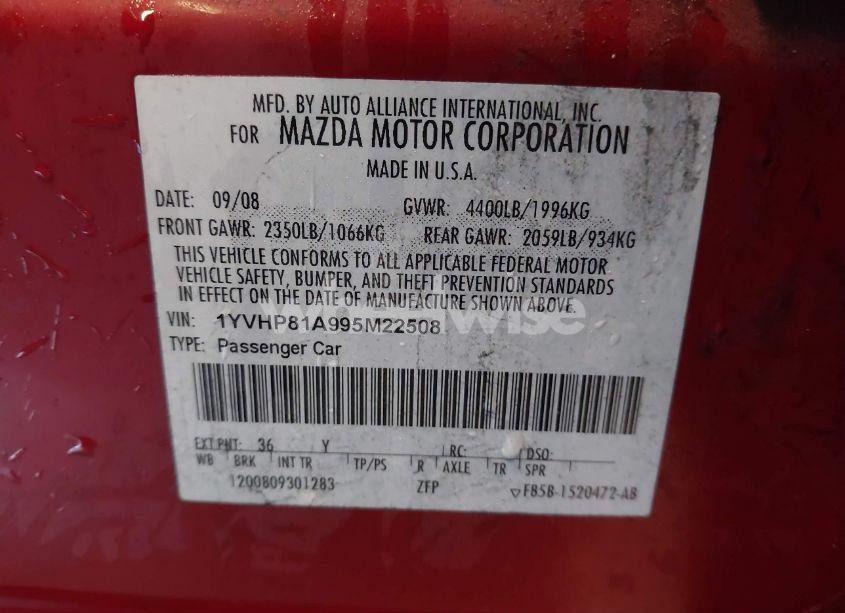 MFD. BY AUTO ALLIANCE INTERNATIONAL, INC.
FOR MAZDA MOTOR CORPORATION
MADE IN U.S.A.
DATE: 09/08 GVWR: 4400LB/1996KG
FRONT GAWR: 2350LB/1066KG REAR GAWR: 2059LB/934KG
THIS VEHICLE CONFORMS TO ALL APPLICABLE FEDERAL MOTOR
VEHICLE SAFETY, BUMPER, AND THEFT PREVENTION STANDARDS
IN EFFECT ON THE DATE OF MANUFACTURE SHOWN ABOVE.
VIN: 1YVHP81A995M22508
TYPE: Passenger Car
EXT PNT: 36 Y RC: DSO:
WB BRK INT TR TP/PS R AXLE TR SPR
1200809301283 ZFP F85B-1520472-AB